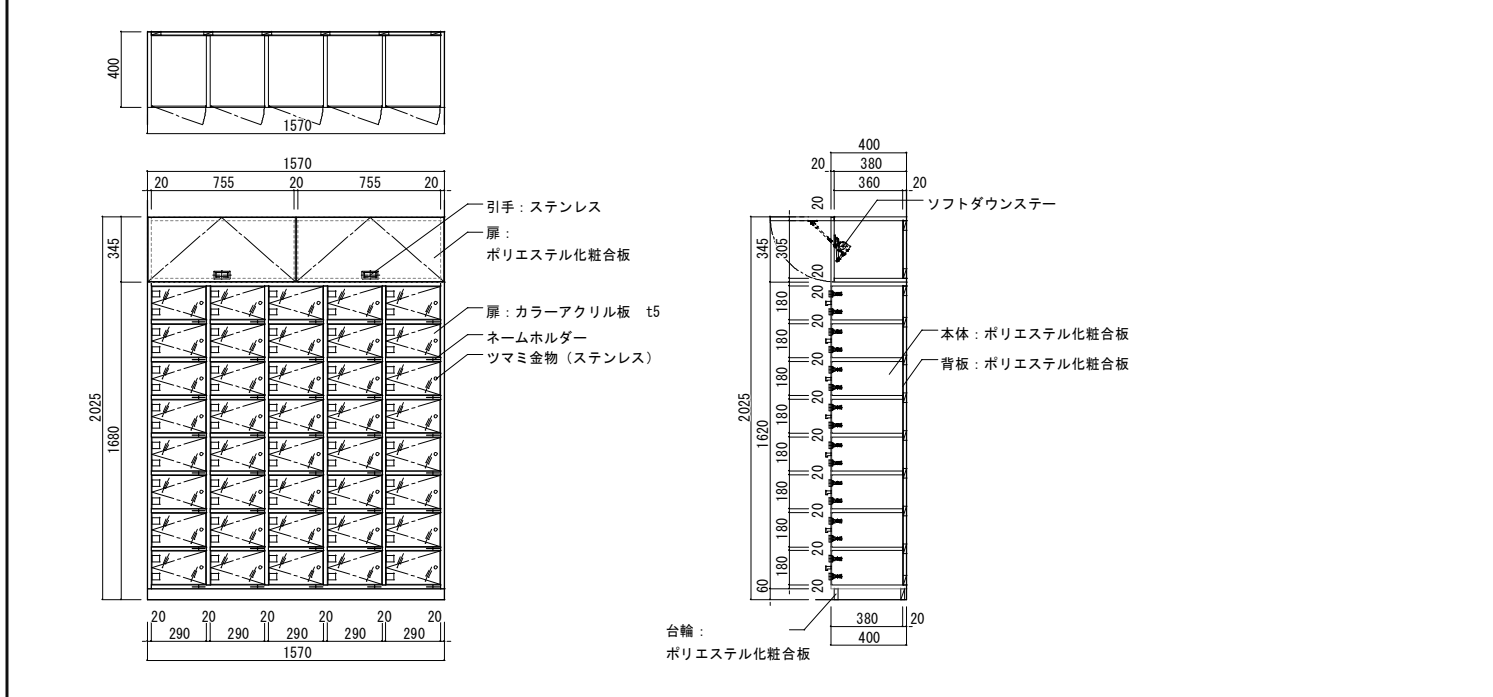 400
1570
1570
20 755 20 755 20
345
1680
2025
引手：ステンレス
扉：
ポリエステル化粧合板
扉：カラーアクリル板 t5
ネームホルダー
ツマミ金物（ステンレス）
20 20 20 20 20 20
290 290 290 290 290
1570
400
20 380
360 20
20
ソフトダウンステー
345 305
20
20
180
20
180
20
180
20
180
20
180
20
180
20
180
20
180
20
2025
1620
60
本体：ポリエステル化粧合板
背板：ポリエステル化粧合板
380 20
400
台輪：
ポリエステル化粧合板